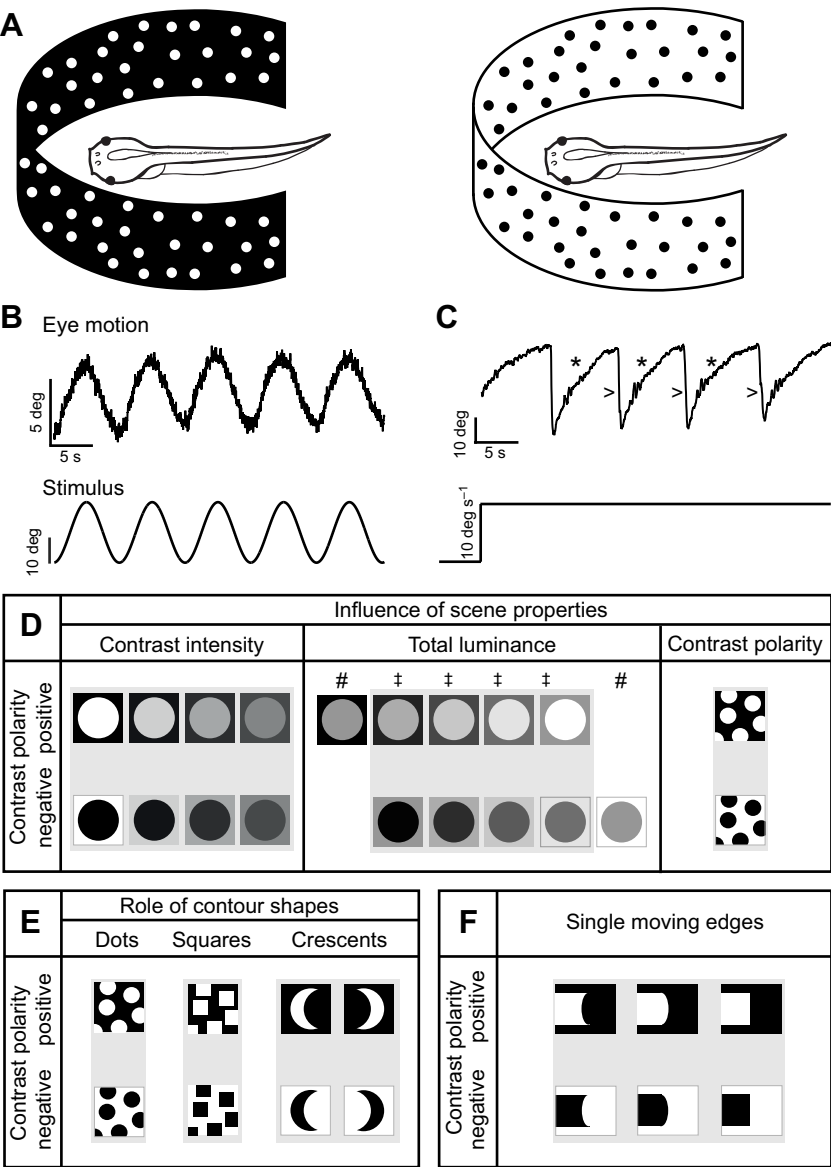 A
B
Eye motion
5 deg
5 s
Stimulus
10 deg
C
* * *
> > >
10 deg
5 s
10 deg s–1
D
Influence of scene properties
Contrast intensity
Total luminance
Contrast polarity
# ‡ ‡ ‡ ‡ #
Contrast polarity
negative positive
E
Role of contour shapes
Dots Squares Crescents
Contrast polarity
negative positive
F
Single moving edges
Contrast polarity
negative positive